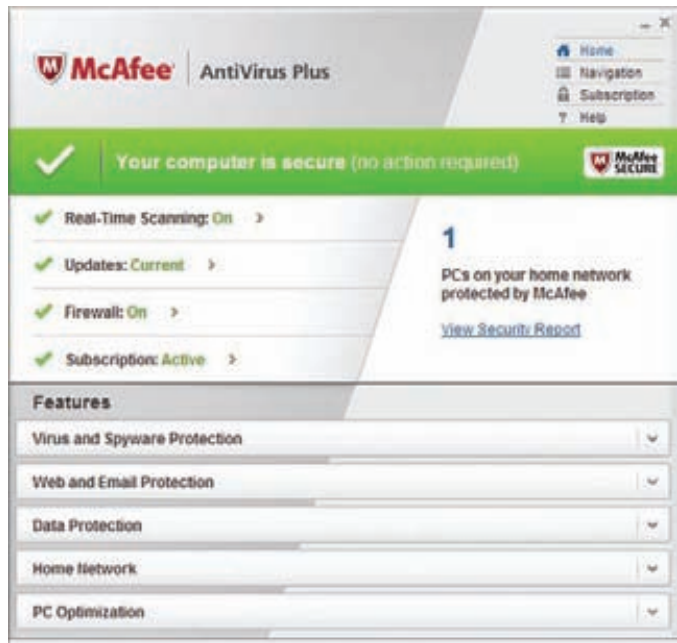 McAfee AntiVirus Plus
Home
Navigation
Subscription
? Help
Your computer is secure (no action required)
McAfee SECURE
Real-Time Scanning: On >
Updates: Current >
Firewall: On >
Subscription: Active >
1
PCs on your home network
protected by McAfee
View Security Report
Features
Virus and Spyware Protection
Web and Email Protection
Data Protection
Home Network
PC Optimization